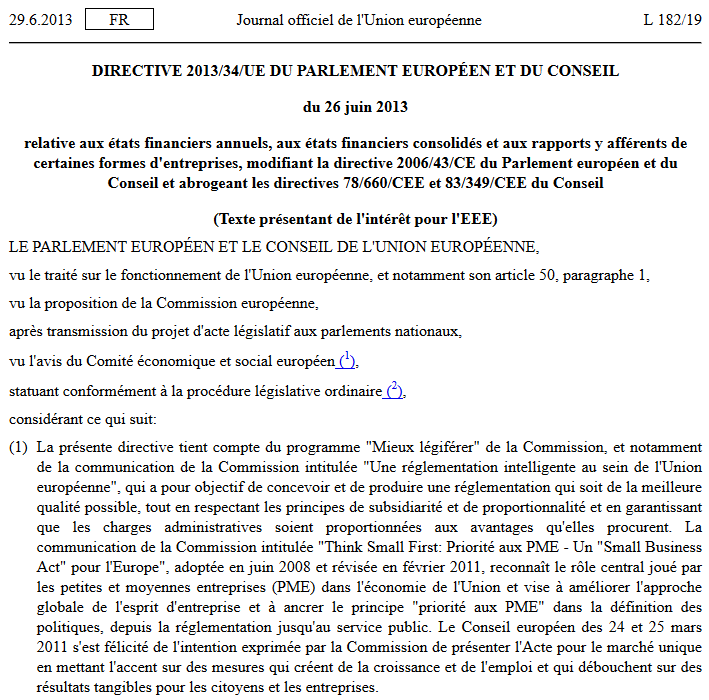 29.6.2013 FR Journal officiel de l'Union européenne L 182/19
DIRECTIVE 2013/34/UE DU PARLEMENT EUROPÉEN ET DU CONSEIL
du 26 juin 2013
relative aux états financiers annuels, aux états financiers consolidés et aux rapports y afférents de
certaines formes d'entreprises, modifiant la directive 2006/43/CE du Parlement européen et du
Conseil et abrogeant les directives 78/660/CEE et 83/349/CEE du Conseil
(Texte présentant de l'intérêt pour l'EEE)
LE PARLEMENT EUROPÉEN ET LE CONSEIL DE L'UNION EUROPÉENNE,
vu le traité sur le fonctionnement de l'Union européenne, et notamment son article 50, paragraphe 1,
vu la proposition de la Commission européenne,
après transmission du projet d'acte législatif aux parlements nationaux,
vu l'avis du Comité économique et social européen (1),
statuant conformément à la procédure législative ordinaire (2),
considérant ce qui suit:
(1) La présente directive tient compte du programme "Mieux légiférer" de la Commission, et notamment
de la communication de la Commission intitulée "Une réglementation intelligente au sein de l'Union
européenne", qui a pour objectif de concevoir et de produire une réglementation qui soit de la meilleure
qualité possible, tout en respectant les principes de subsidiarité et de proportionnalité et en garantissant
que les charges administratives soient proportionnées aux avantages qu'elles procurent. La
communication de la Commission intitulée "Think Small First: Priorité aux PME - Un "Small Business
Act" pour l'Europe", adoptée en juin 2008 et révisée en février 2011, reconnaît le rôle central joué par
les petites et moyennes entreprises (PME) dans l'économie de l'Union et vise à améliorer l'approche
globale de l'esprit d'entreprise et à ancrer le principe "priorité aux PME" dans la définition des
politiques, depuis la réglementation jusqu'au service public. Le Conseil européen des 24 et 25 mars
2011 s'est félicité de l'intention exprimée par la Commission de présenter l'Acte pour le marché unique
en mettant l'accent sur des mesures qui créent de la croissance et de l'emploi et qui débouchent sur des
résultats tangibles pour les citoyens et les entreprises.